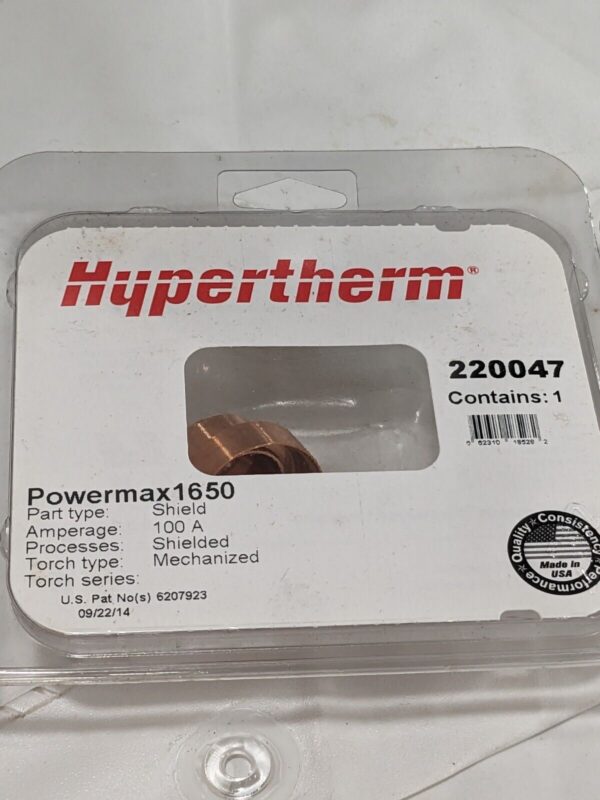 Hypertherm®
220047
Contains: 1
Powermax1650
Part type: Shield
Amperage: 100 A
Processes: Shielded
Torch type: Mechanized
Torch series:
U.S. Pat No(s) 6207923
09/22/14
Quality ★ Consistency ★ Performance ★
Made in
USA